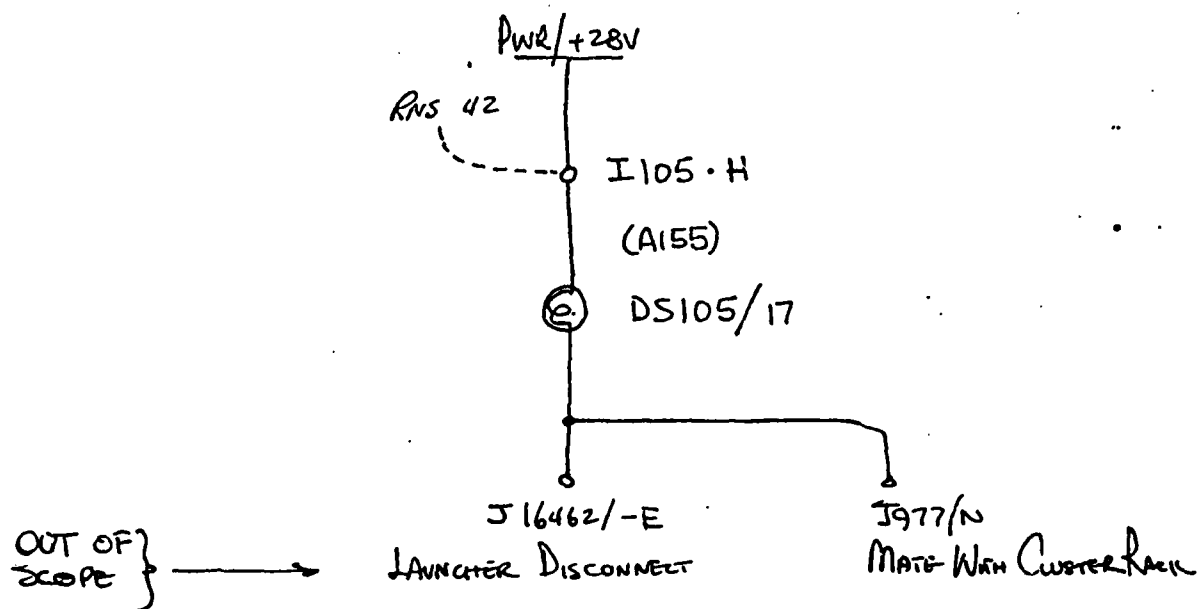 PWR/+28V
RNS 42
I105·H
(A155)
DS105/17
J16462/-E
J977/N
OUT OF
SCOPE
LAUNCHER DISCONNECT
MATE WITH CLUSTER RACK